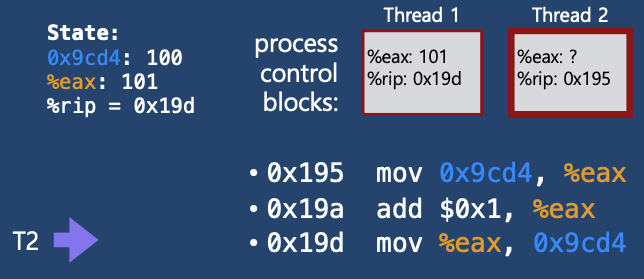 State:
0x9cd4: 100
%eax: 101
%rip = 0x19d
process
control
blocks:
Thread 1
%eax: 101
%rip: 0x19d
Thread 2
%eax: ?
%rip: 0x195
• 0x195 mov 0x9cd4, %eax
• 0x19a add $0x1, %eax
• 0x19d mov %eax, 0x9cd4
T2